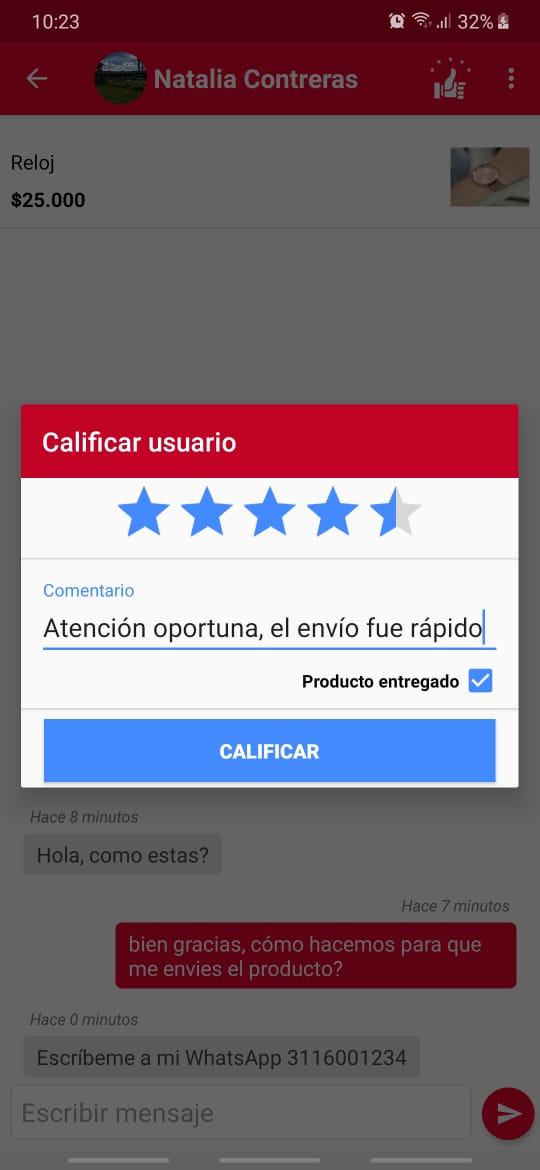 10:23
32%
Natalia Contreras
Reloj
$25.000
Calificar usuario
Comentario
Atención oportuna, el envío fue rápido
Producto entregado
CALIFICAR
Hace 8 minutos
Hola, como estas?
Hace 7 minutos
bien gracias, cómo hacemos para que
me envies el producto?
Hace 0 minutos
Escríbeme a mi WhatsApp 3116001234
Escribir mensaje